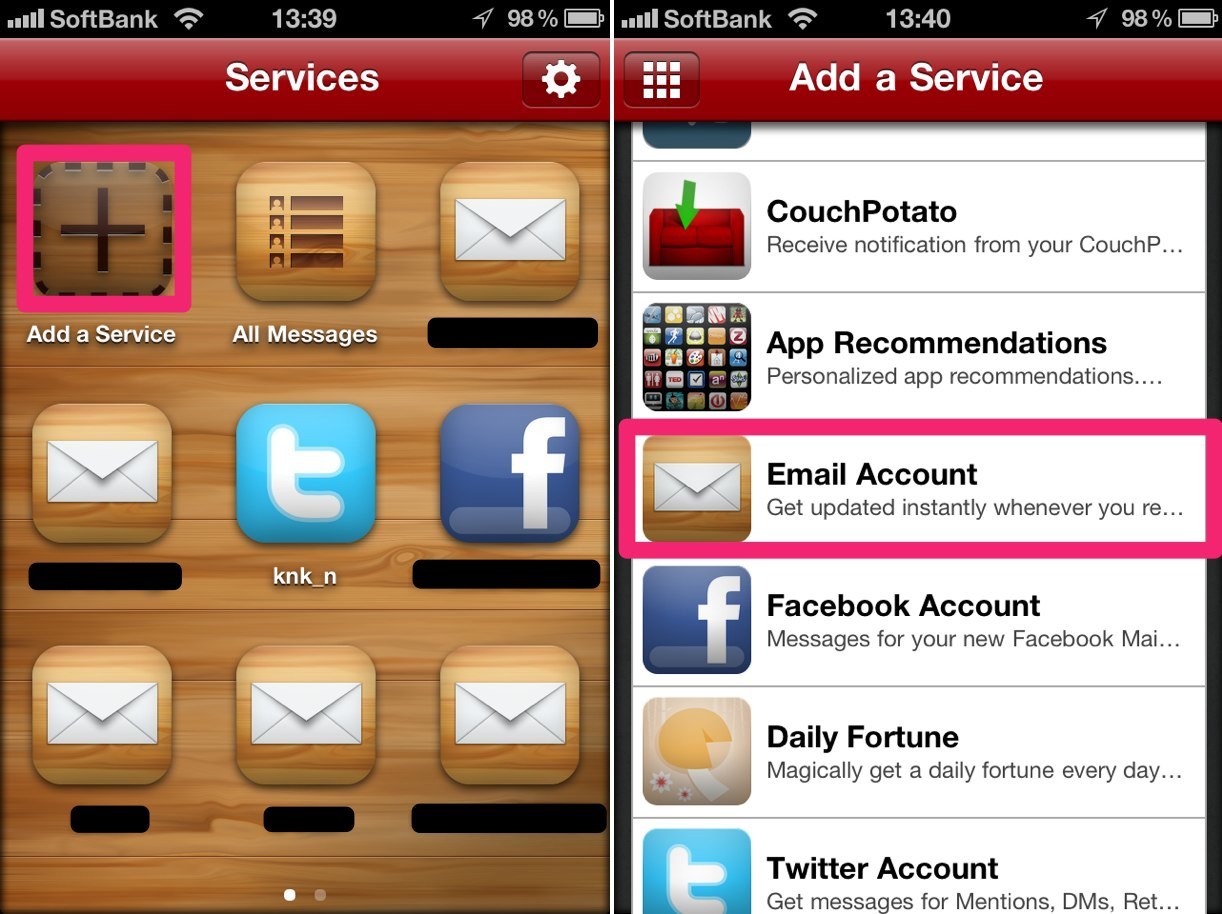 SoftBank 13:39 98%
Services
Add a Service
All Messages
knk_n
SoftBank 13:40 98%
Add a Service
CouchPotato
Receive notification from your CouchP...
App Recommendations
Personalized app recommendations....
Email Account
Get updated instantly whenever you re...
Facebook Account
Messages for your new Facebook Mai...
Daily Fortune
Magically get a daily fortune every day...
Twitter Account
Get messages for Mentions, DMs, Ret...